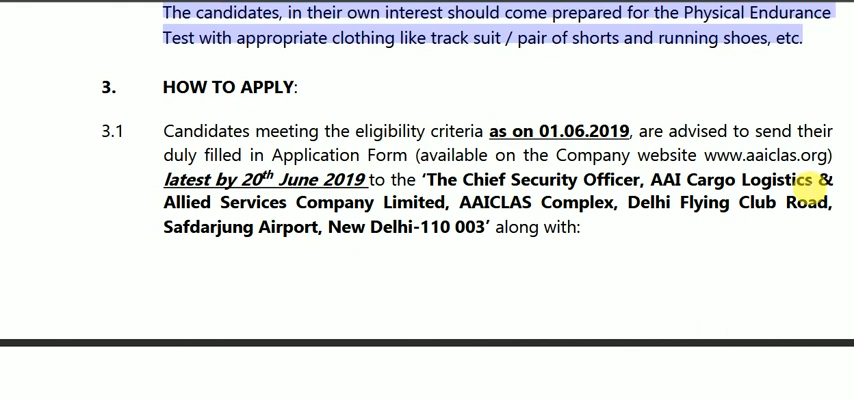 The candidates, in their own interest should come prepared for the Physical Endurance
Test with appropriate clothing like track suit / pair of shorts and running shoes, etc.
3. HOW TO APPLY:
3.1 Candidates meeting the eligibility criteria as on 01.06.2019, are advised to send their
duly filled in Application Form (available on the Company website www.aaiclas.org)
latest by 20th June 2019 to the ‘The Chief Security Officer, AAI Cargo Logistics &
Allied Services Company Limited, AAICLAS Complex, Delhi Flying Club Road,
Safdarjung Airport, New Delhi-110 003’ along with: